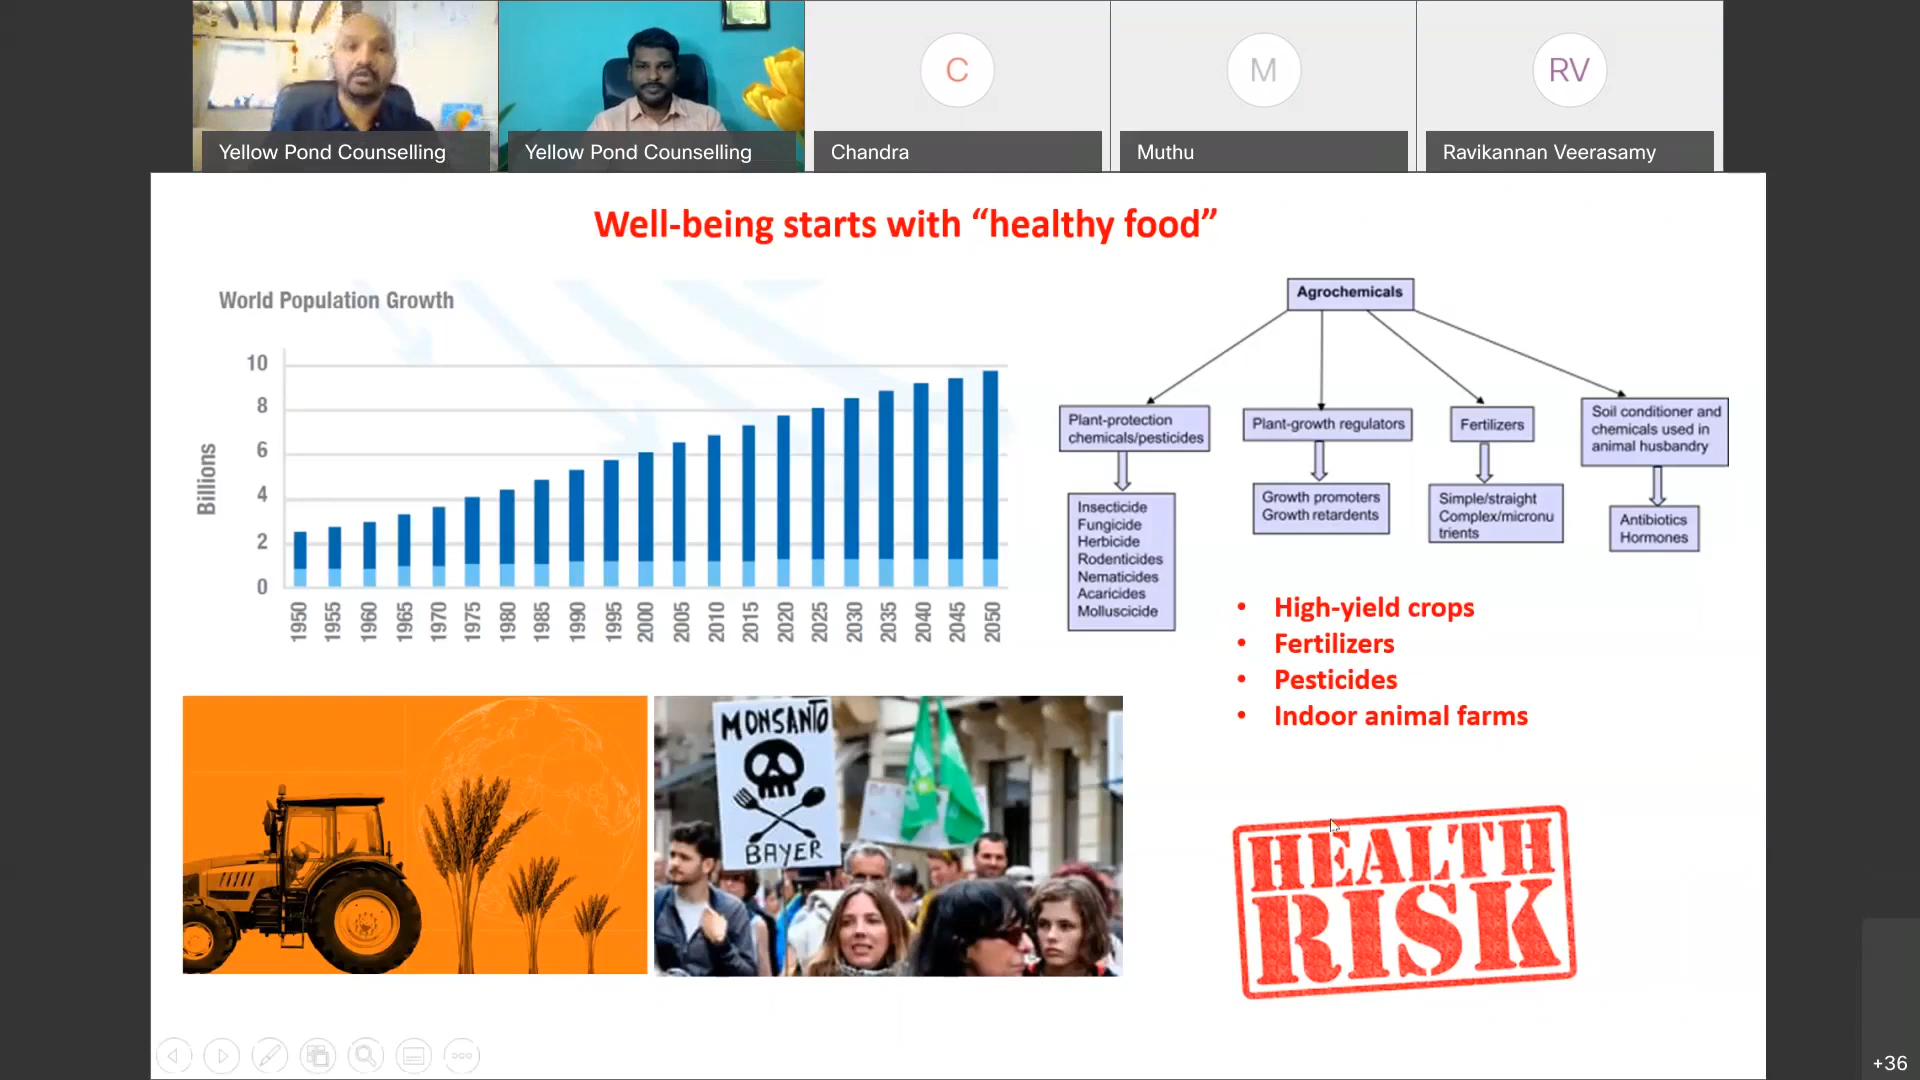 C
M
RV
Yellow Pond Counselling
Yellow Pond Counselling
Chandra
Muthu
Ravikannan Veerasamy
Well-being starts with “healthy food”
World Population Growth
Billions
10
8
6
4
2
0
1950
1955
1960
1965
1970
1975
1980
1985
1990
1995
2000
2005
2010
2015
2020
2025
2030
2035
2040
2045
2050
Agrochemicals
Plant-protection
chemicals/pesticides
Plant-growth regulators
Fertilizers
Soil conditioner and
chemicals used in
animal husbandry
Insecticide
Fungicide
Herbicide
Rodenticides
Nematicides
Acaricides
Molluscicide
Growth promoters
Growth retardents
Simple/straight
Complex/micronu
trients
Antibiotics
Hormones
• High-yield crops
• Fertilizers
• Pesticides
• Indoor animal farms
MONSANTO
BAYER
HEALTH
RISK
+36